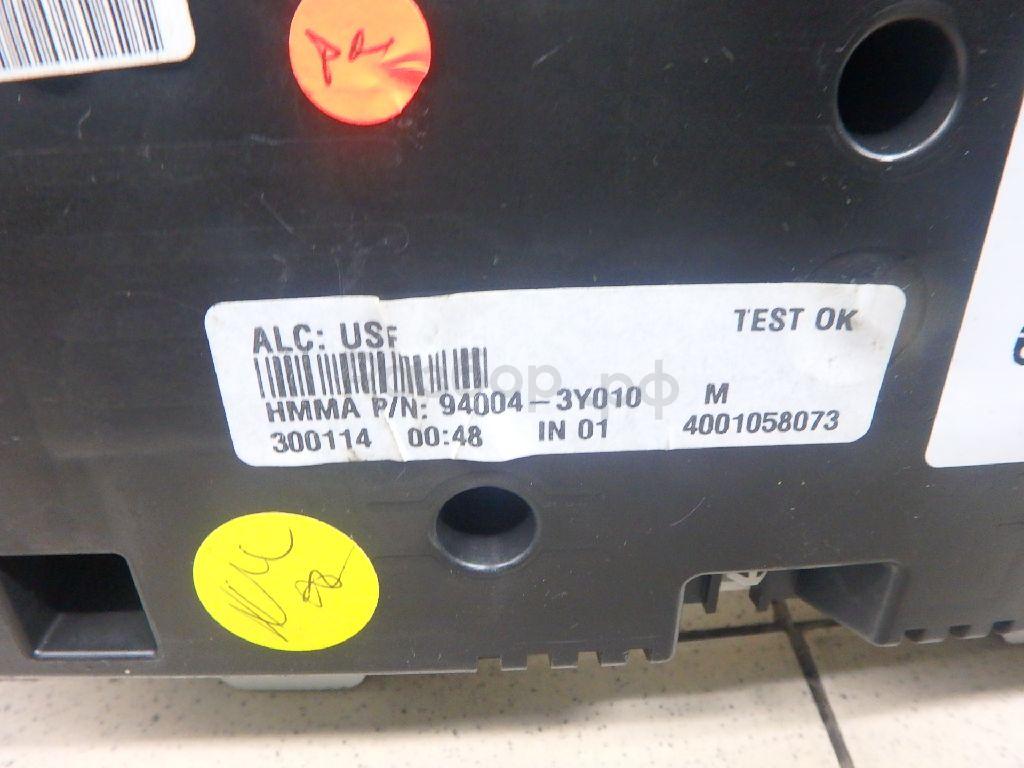 ALC: USF
TEST OK
HMMA P/N: 94004-3Y010 M
300114 00:48 IN 01 4001058073